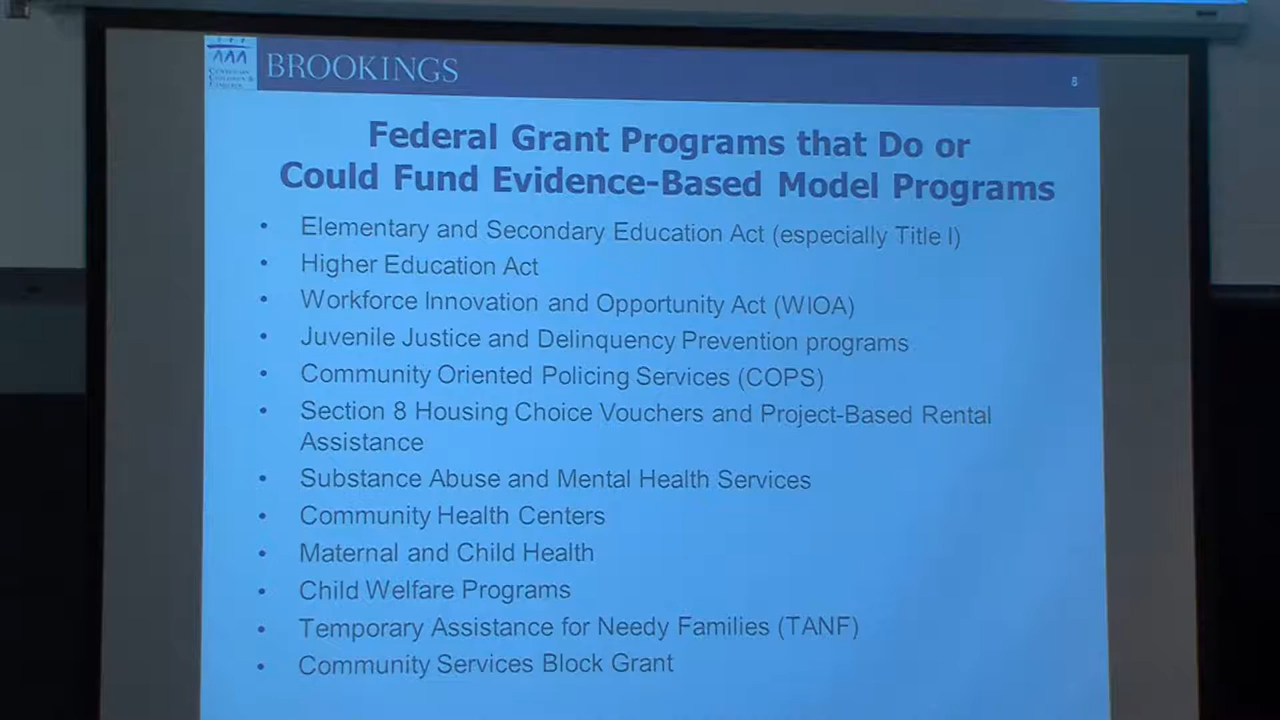 BROOKINGS
8
Federal Grant Programs that Do or
Could Fund Evidence-Based Model Programs
• Elementary and Secondary Education Act (especially Title I)
• Higher Education Act
• Workforce Innovation and Opportunity Act (WIOA)
• Juvenile Justice and Delinquency Prevention programs
• Community Oriented Policing Services (COPS)
• Section 8 Housing Choice Vouchers and Project-Based Rental
Assistance
• Substance Abuse and Mental Health Services
• Community Health Centers
• Maternal and Child Health
• Child Welfare Programs
• Temporary Assistance for Needy Families (TANF)
• Community Services Block Grant